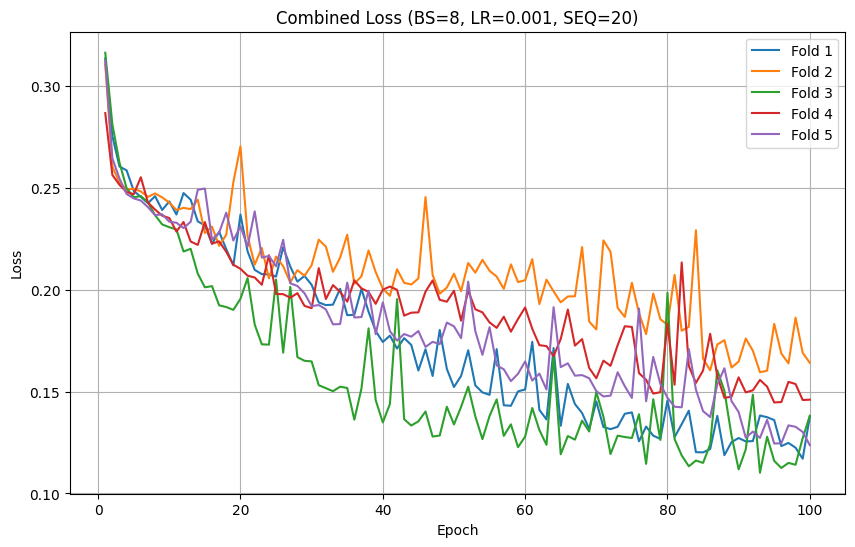 Combined Loss (BS=8, LR=0.001, SEQ=20)
Loss
0.30
0.25
0.20
0.15
0.10
Fold 1
Fold 2
Fold 3
Fold 4
Fold 5
0 20 40 60 80 100
Epoch